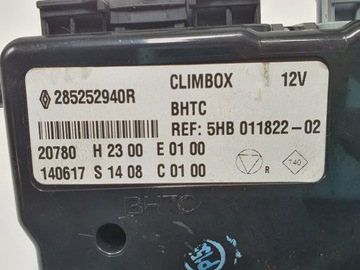 285252940R CLIMBOX 12V
BHTC
REF: 5HB 011822-02
20780 H 23 00 E 01 00
140617 S 14 08 C 01 00
R 740
BHTC